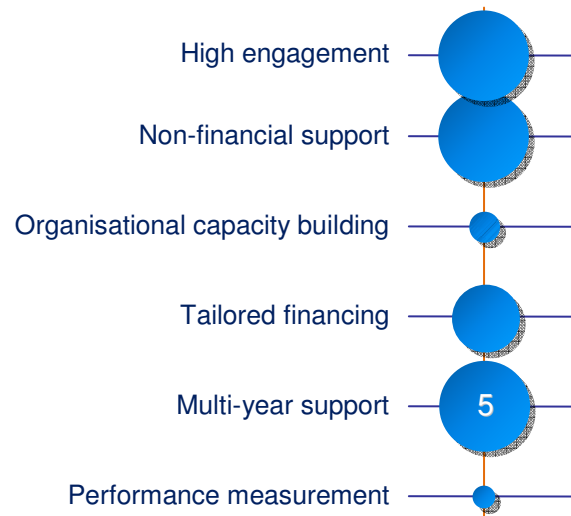 High engagement
Non-financial support
Organisational capacity building
Tailored financing
Multi-year support
5
Performance measurement